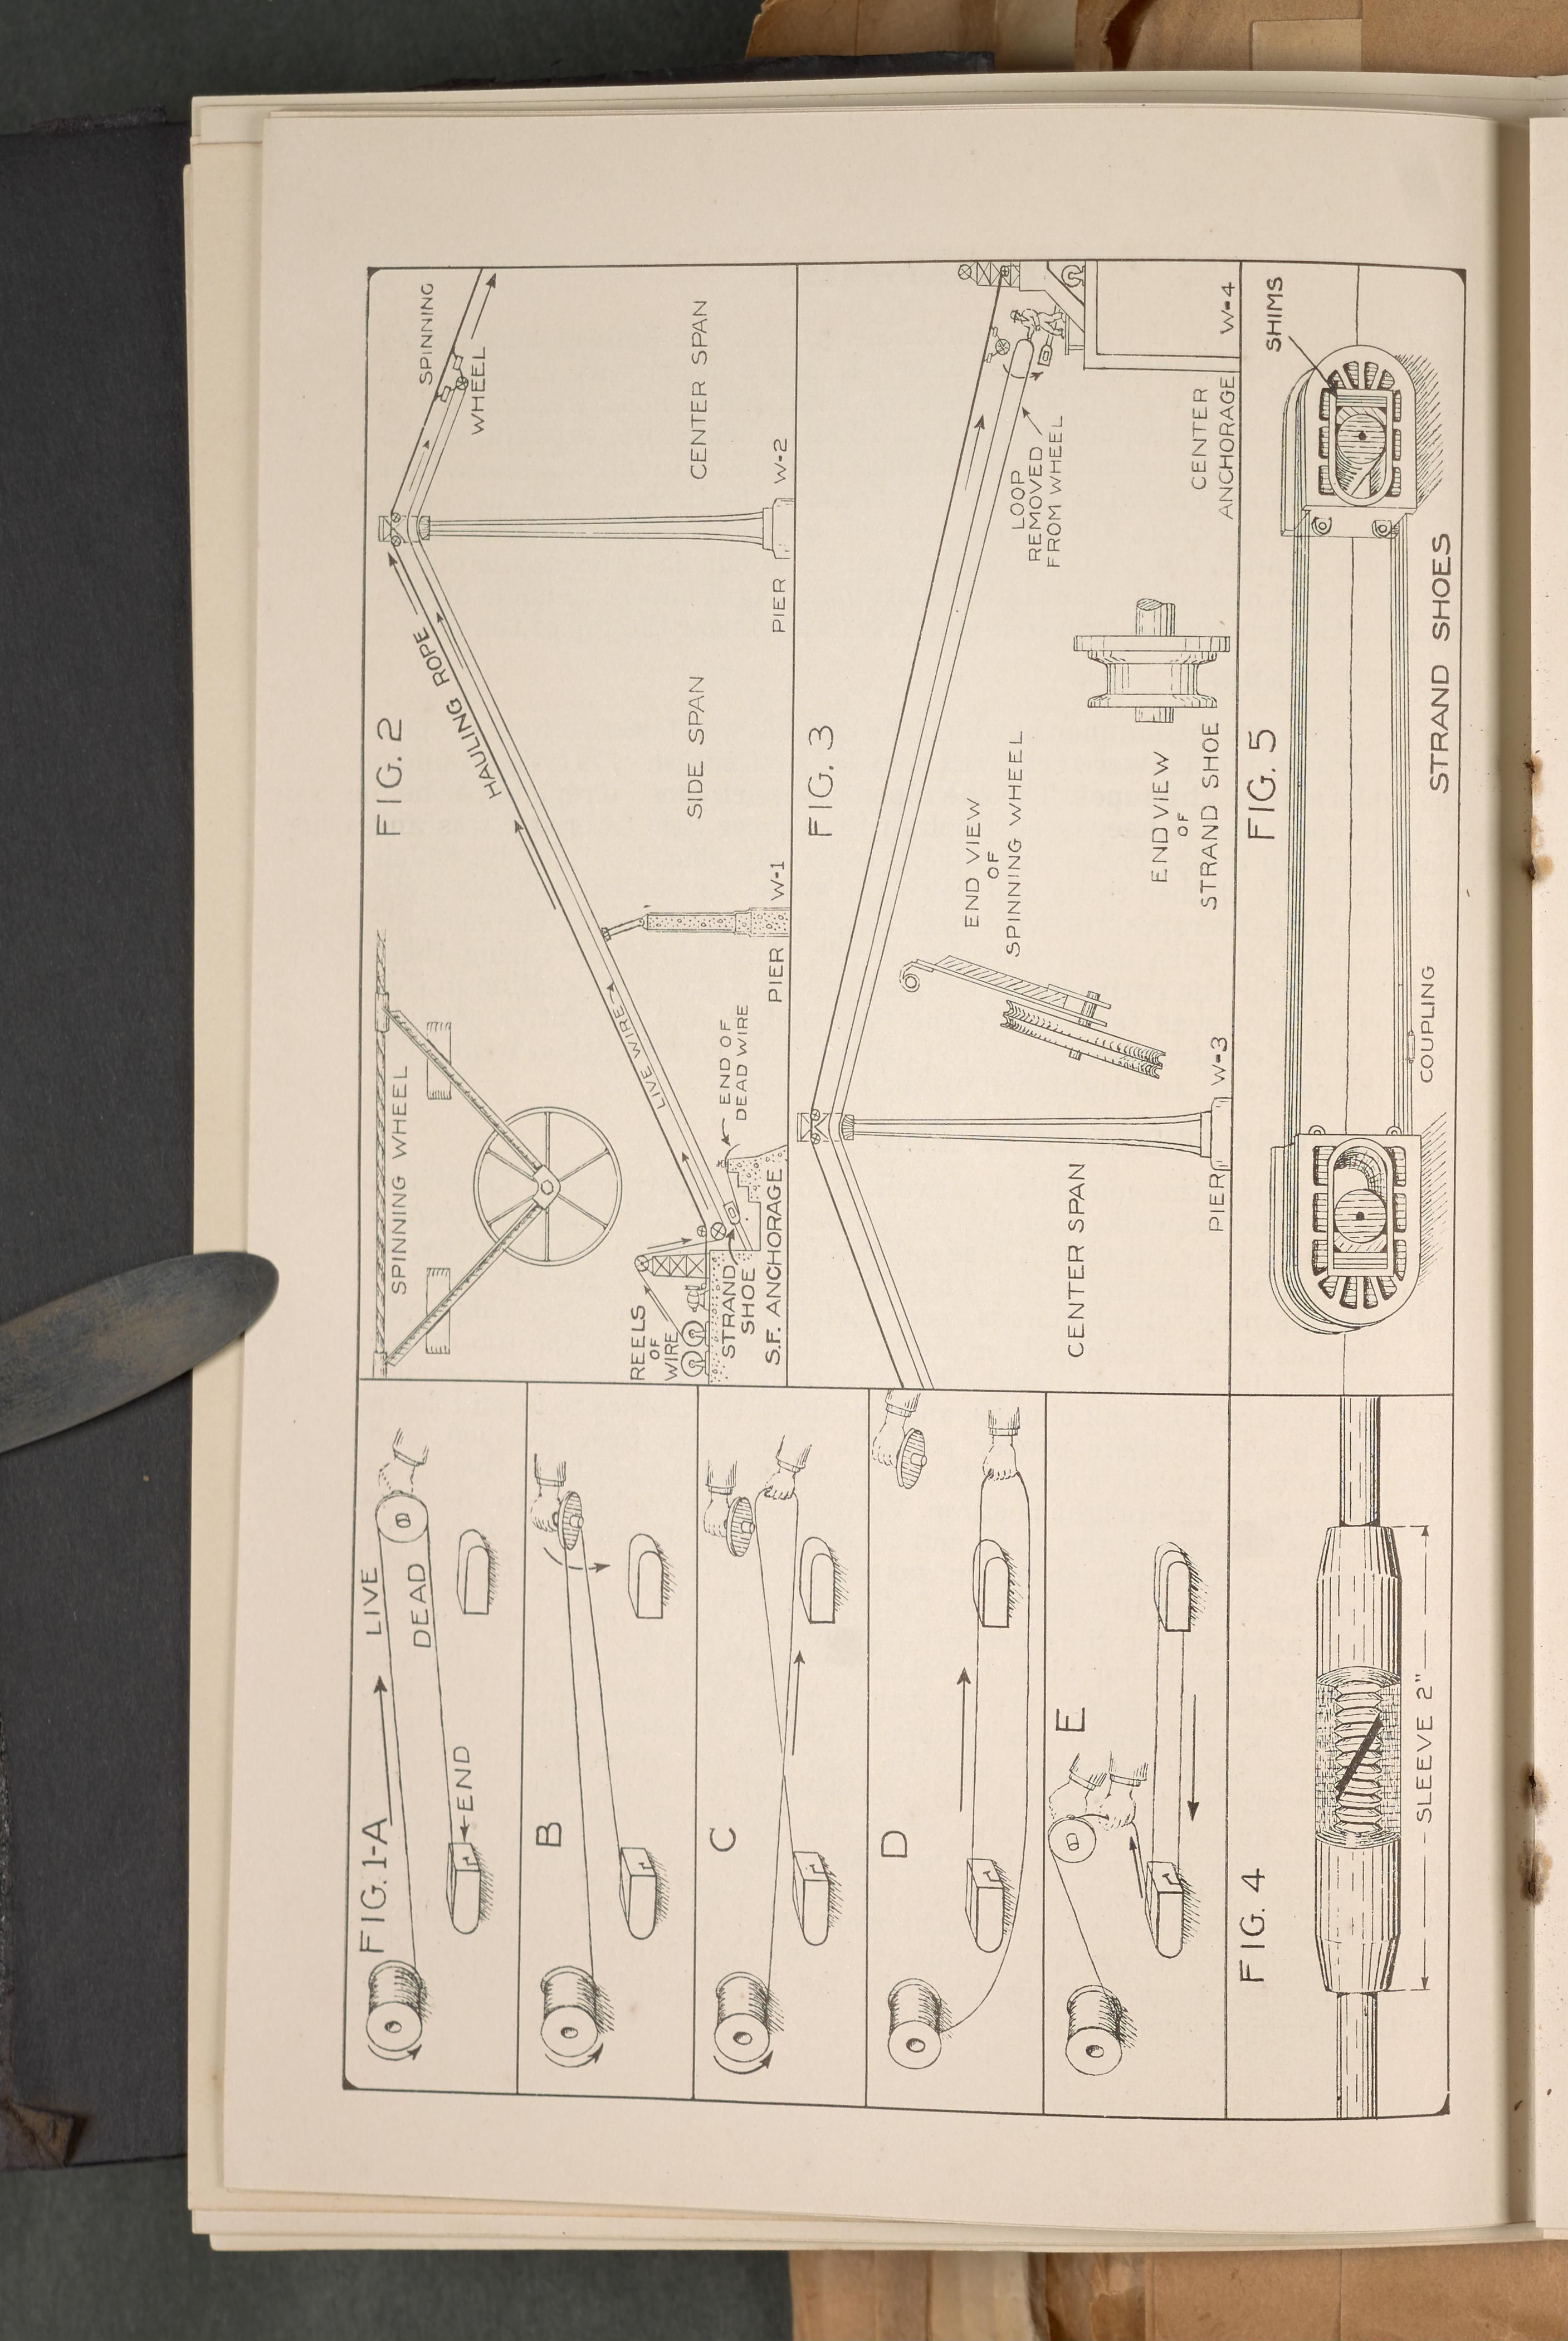 FIG.1-A
LIVE
DEAD
END
B
C
D
E
FIG. 4
SLEEVE 2"
FIG. 2
SPINNING WHEEL
HAULING ROPE
SPINNING
WHEEL
LIVE WIRE
REELS
OF
WIRE
STRAND
SHOE
S.F. ANCHORAGE
END OF
DEAD WIRE
PIER W-1
SIDE SPAN
PIER W-2
CENTER SPAN
FIG. 3
CENTER SPAN
PIER W-3
END VIEW
OF
SPINNING WHEEL
END VIEW
OF
STRAND SHOE
LOOP
REMOVED
FROM WHEEL
CENTER
ANCHORAGE
W-4
FIG. 5
SHIMS
COUPLING
STRAND SHOES